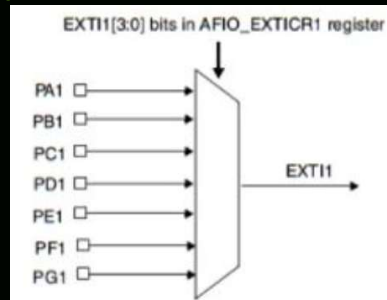 EXTI1[3:0] bits in AFIO_EXTICR1 register
PA1
PB1
PC1
PD1
EXTI1
PE1
PF1
PG1